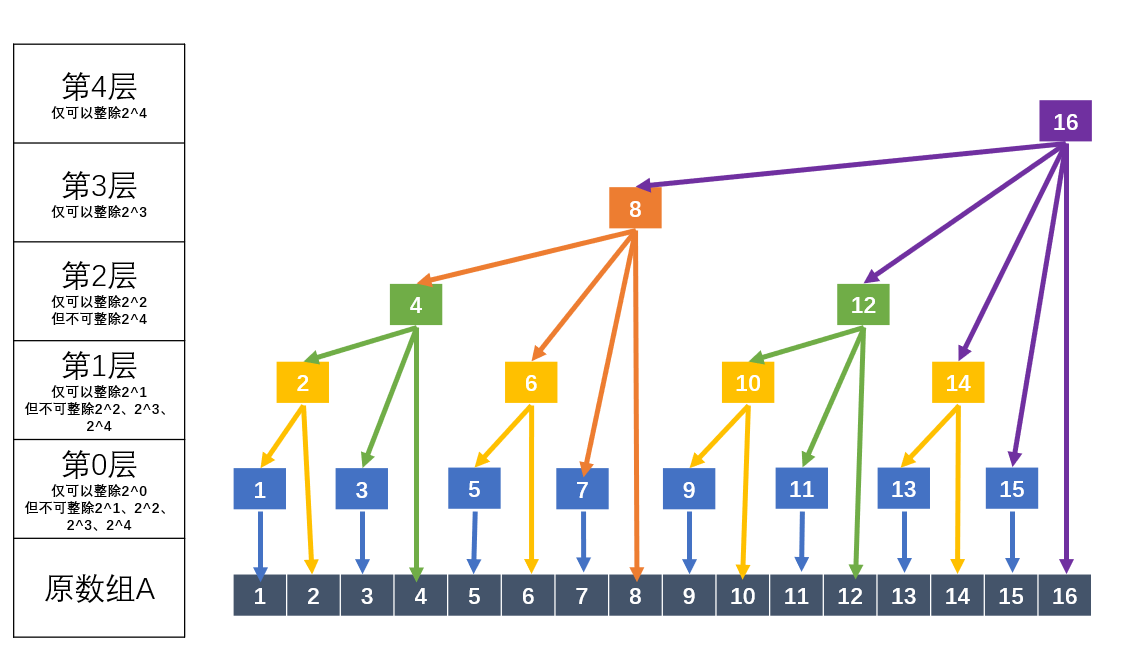 第4层
仅可以整除2^4
16
第3层
仅可以整除2^3
8
第2层
仅可以整除2^2
但不可整除2^4
4
12
第1层
仅可以整除2^1
但不可整除2^2、2^3、
2^4
2
6
10
14
第0层
仅可以整除2^0
但不可整除2^1、2^2、
2^3、2^4
1
3
5
7
9
11
13
15
原数组A
1 2 3 4 5 6 7 8 9 10 11 12 13 14 15 16